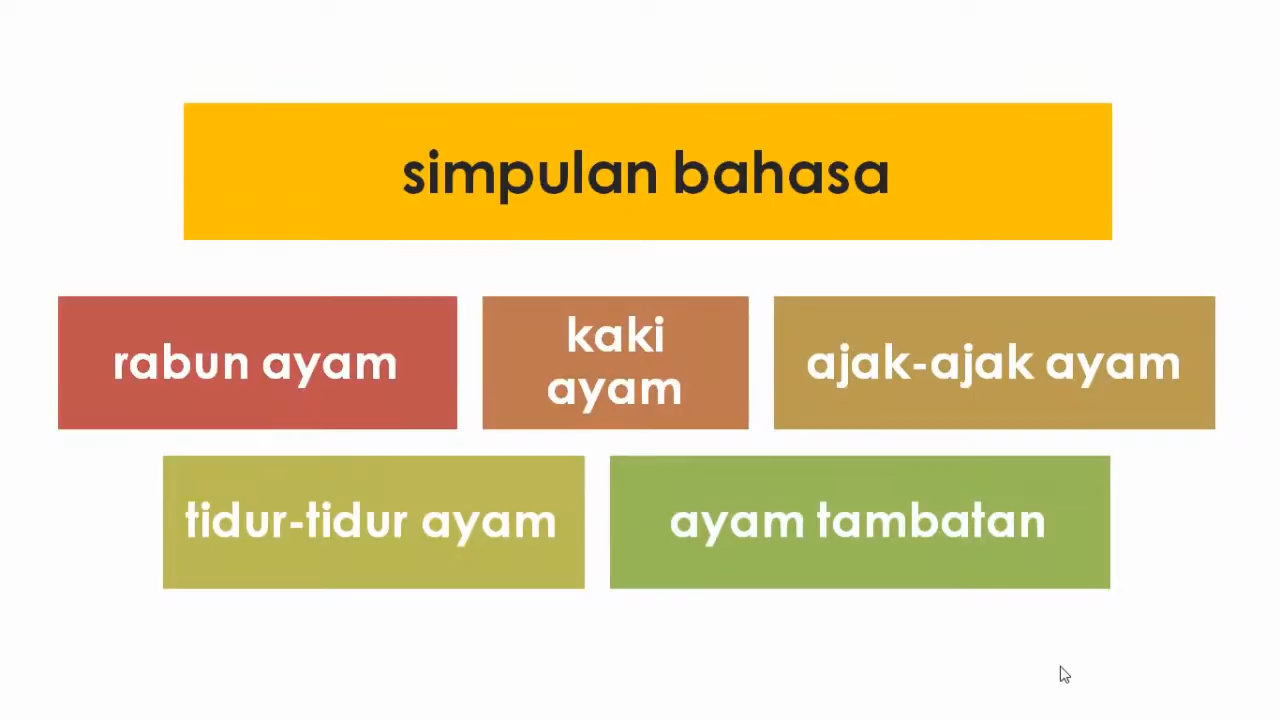 simpulan bahasa
rabun ayam
kaki
ayam
ajak-ajak ayam
tidur-tidur ayam
ayam tambatan